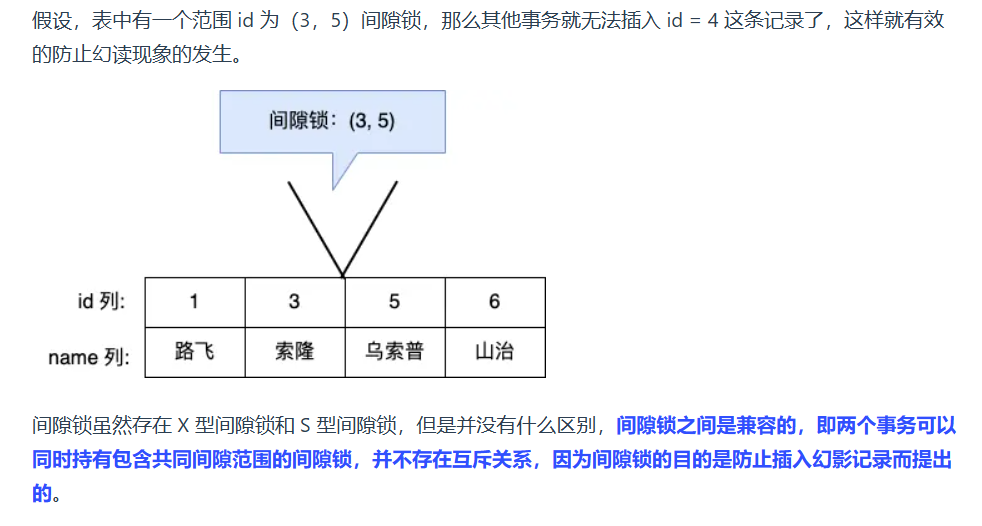 假设，表中有一个范围 id 为（3，5）间隙锁，那么其他事务就无法插入 id = 4 这条记录了，这样就有效
的防止幻读现象的发生。
间隙锁：(3, 5)
id 列: 1 3 5 6
name 列: 路飞 索隆 乌索普 山治
间隙锁虽然存在 X 型间隙锁和 S 型间隙锁，但是并没有什么区别，间隙锁之间是兼容的，即两个事务可以
同时持有包含共同间隙范围的间隙锁，并不存在互斥关系，因为间隙锁的目的是防止插入幻影记录而提出
的。